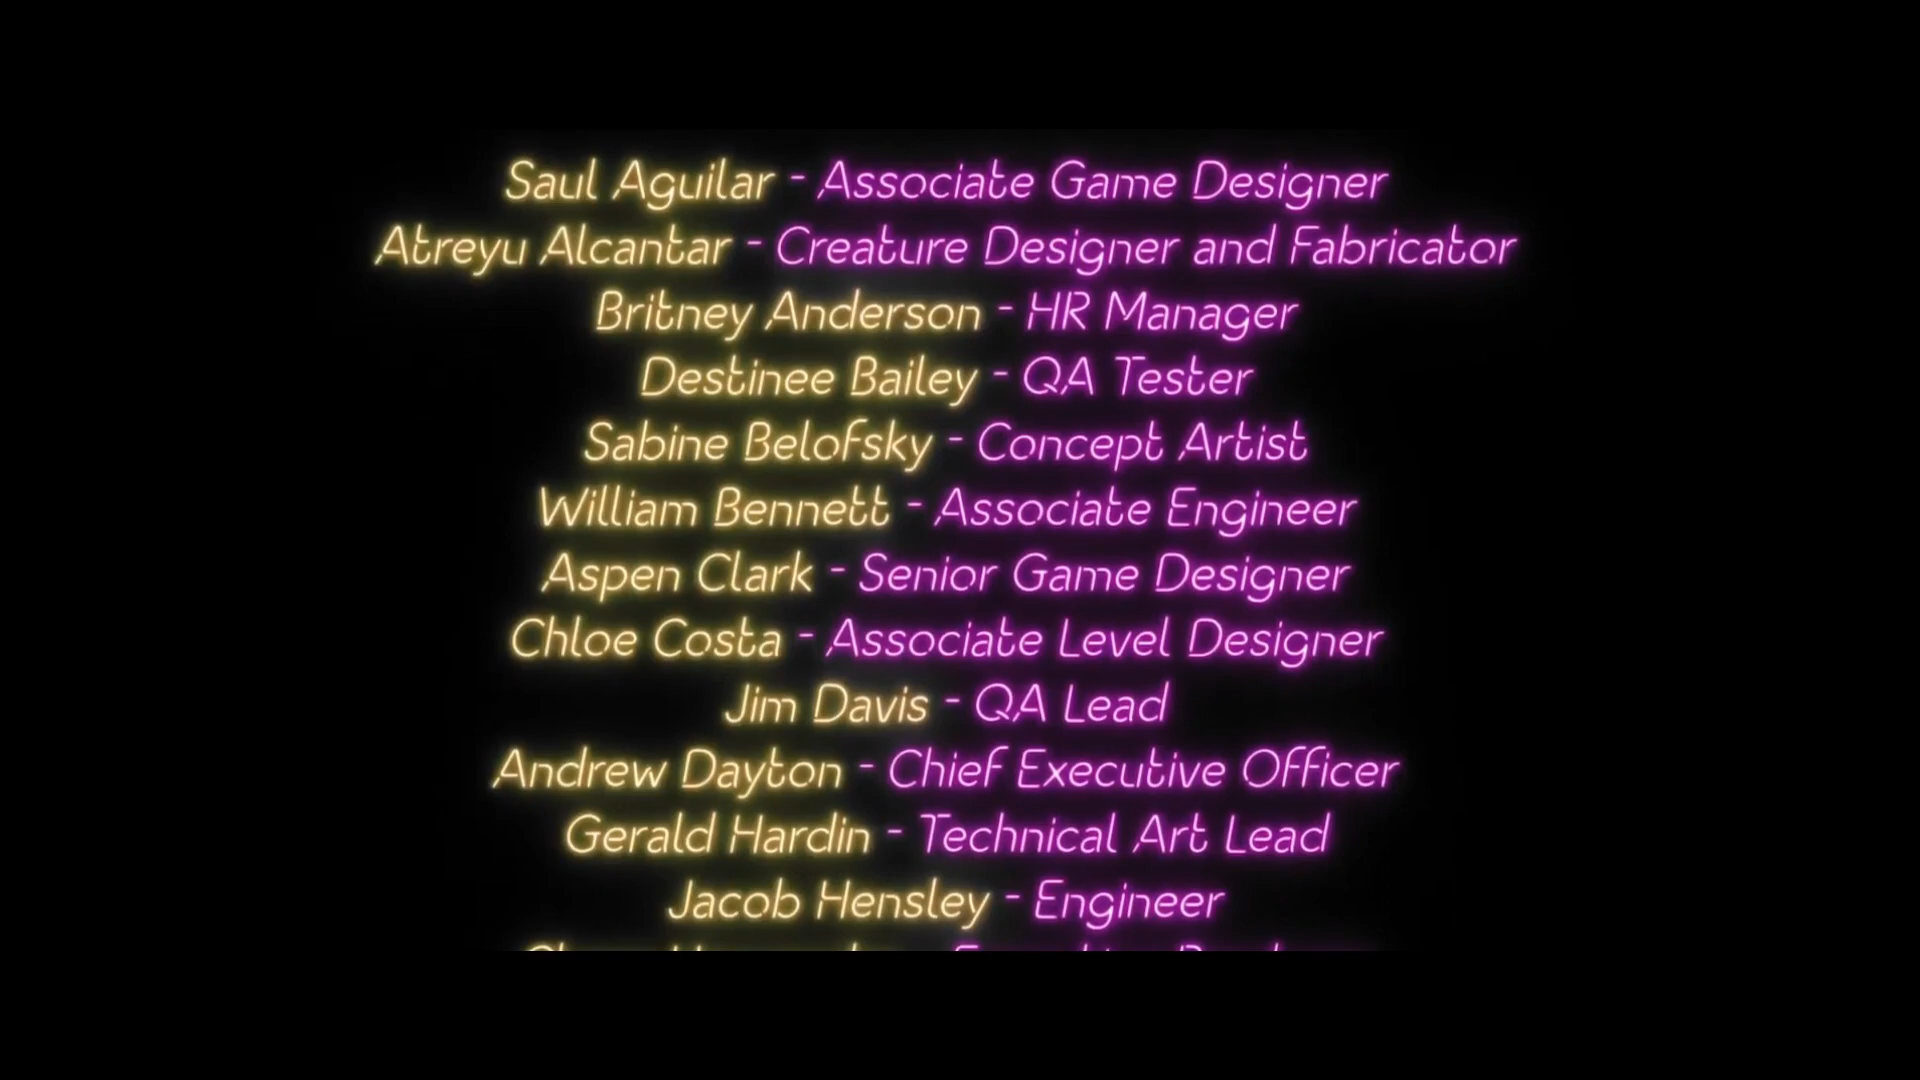 Saul Aguilar - Associate Game Designer
Atreyu Alcantar - Creature Designer and Fabricator
Britney Anderson - HR Manager
Destinee Bailey - QA Tester
Sabine Belofsky - Concept Artist
William Bennett - Associate Engineer
Aspen Clark - Senior Game Designer
Chloe Costa - Associate Level Designer
Jim Davis - QA Lead
Andrew Dayton - Chief Executive Officer
Gerald Hardin - Technical Art Lead
Jacob Hensley - Engineer